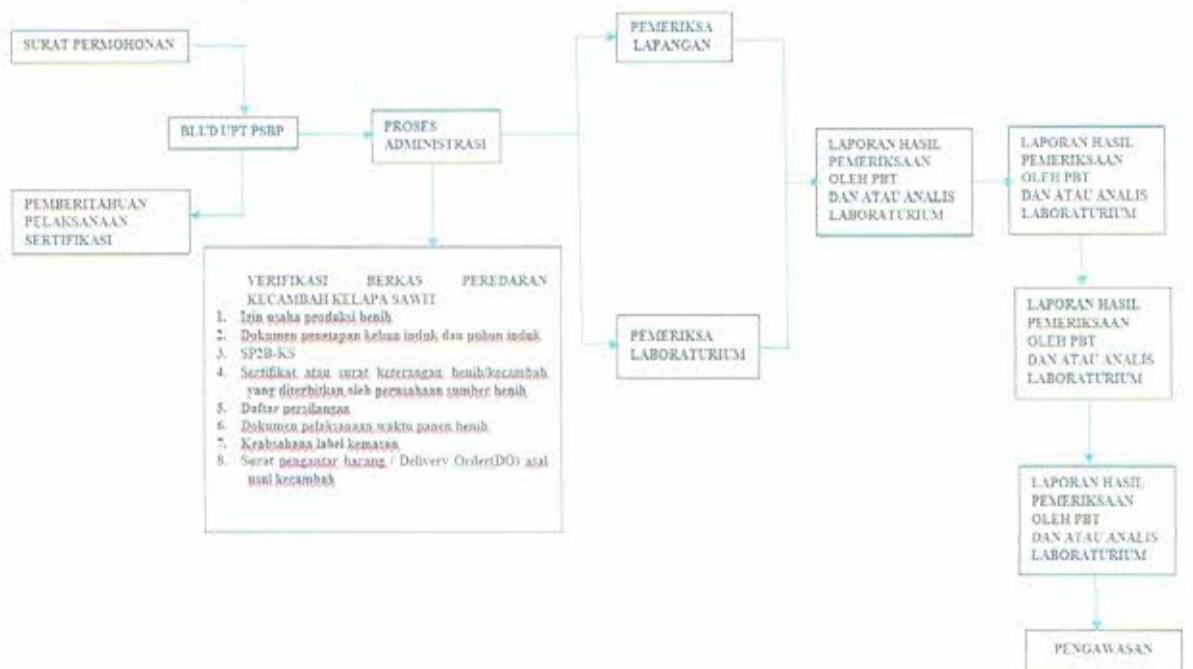 SURAT PERMOHONAN
BLUD UPT PSBP
PEMBERITAHUAN
PELAKSANAAN
SERTIFIKASI
PROSES
ADMINISTRASI
VERIFIKASI BERKAS PEREDARAN
KECAMBAH KELAPA SAWIT
1. Izin usaha produksi benih
2. Dokumen penetapan kebun induk dan pohon induk
3. SP2B-KS
4. Sertifikat atau surat keterangan benih/kecambah
yang diterbitkan oleh perusahaan sumber benih
5. Daftar persilangan
6. Dokumen pelaksanaan waktu panen benih
7. Keabsahana label kemasan
8. Surat pengantar barang / Delivery Order(DO) asal
usul kecambah
PEMERIKSA
LAPANGAN
PEMERIKSA
LABORATURIUM
LAPORAN HASIL
PEMERIKSAAN
OLEH PBT
DAN ATAU ANALIS
LABORATURIUM
LAPORAN HASIL
PEMERIKSAAN
OLEH PBT
DAN ATAU ANALIS
LABORATURIUM
LAPORAN HASIL
PEMERIKSAAN
OLEH PBT
DAN ATAU ANALIS
LABORATURIUM
LAPORAN HASIL
PEMERIKSAAN
OLEH PBT
DAN ATAU ANALIS
LABORATURIUM
PENGAWASAN